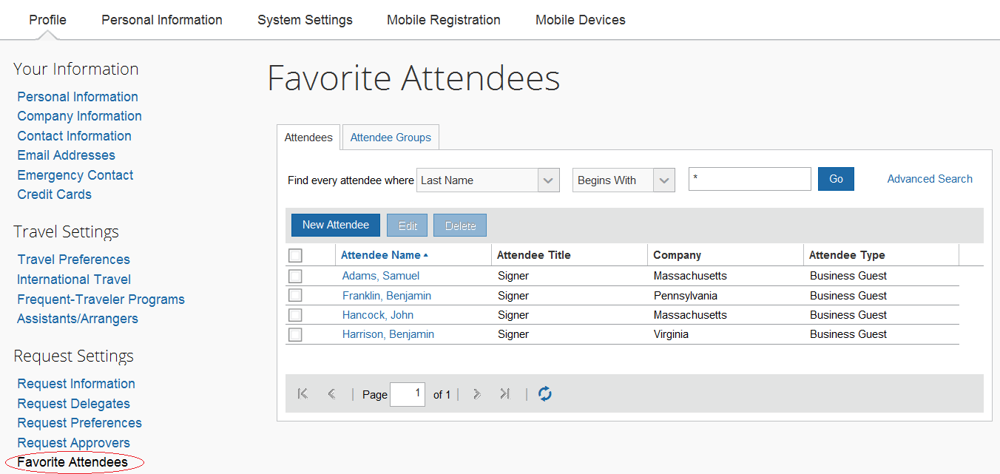 Profile Personal Information System Settings Mobile Registration Mobile Devices
Your Information
Personal Information
Company Information
Contact Information
Email Addresses
Emergency Contact
Credit Cards
Travel Settings
Travel Preferences
International Travel
Frequent-Traveler Programs
Assistants/Arrangers
Request Settings
Request Information
Request Delegates
Request Preferences
Request Approvers
Favorite Attendees
Favorite Attendees
Attendees Attendee Groups
Find every attendee where Last Name Begins With * Go Advanced Search
New Attendee Edit Delete
Attendee Name Attendee Title Company Attendee Type
Adams, Samuel Signer Massachusetts Business Guest
Franklin, Benjamin Signer Pennsylvania Business Guest
Hancock, John Signer Massachusetts Business Guest
Harrison, Benjamin Signer Virginia Business Guest
| Page 1 of 1 | |